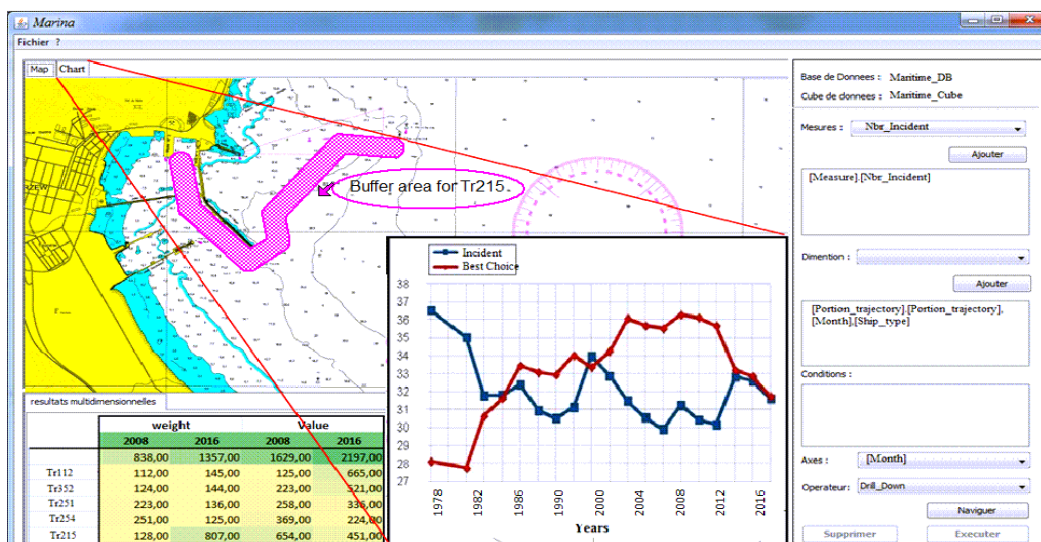 Marina
Fichier ?
Map Chart
Buffer area for Tr215.
Incident
Best Choice
38
37
36
35
34
33
32
31
30
29
28
27
1978
1982
1986
1990
1994
2000
2004
2008
2012
2016
Years
resultats multidimensionnelles
weight Value
2008 2016 2008 2016
838,00 1357,00 1629,00 2197,00
Tr112 112,00 145,00 125,00 665,00
Tr352 124,00 144,00 223,00 521,00
Tr251 223,00 136,00 258,00
Tr254 251,00 125,00 369,00 224,00
Tr215 128,00 807,00 654,00 451,00
Base de Donnees : Maritime_DB
Cube de donnees : Maritime_Cube
Mesures : Nbr_Incident
Ajouter
[Measure].[Nbr_Incident]
Dimention :
Ajouter
[Portion_trajectory].[Portion_trajectory],
[Month],[Ship_type]
Conditions :
Axes : [Month]
Operateur: Drill_Down
Naviguer
Supprimer Executer